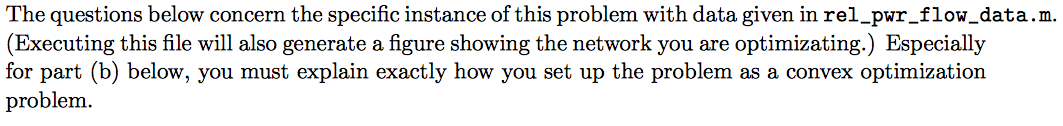 The questions below concern the specific instance of this problem with data given in rel_pwr_flow_data.m.
(Executing this file will also generate a figure showing the network you are optimizating.) Especially
for part (b) below, you must explain exactly how you set up the problem as a convex optimization
problem.